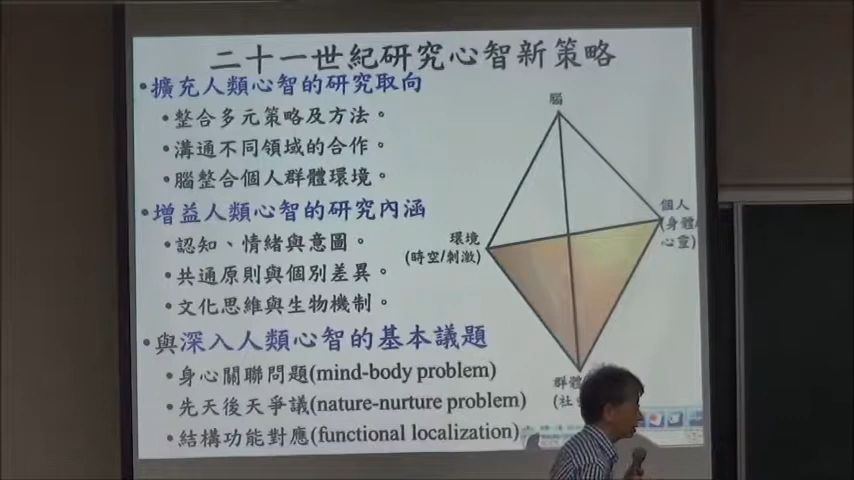 二十一世紀研究心智新策略
•擴充人類心智的研究取向
•整合多元策略及方法。
•溝通不同領域的合作。
•腦整合個人群體環境。
•增益人類心智的研究內涵
•認知、情緒與意圖。
•共通原則與個別差異。
•文化思維與生物機制。
•與深入人類心智的基本議題
•身心關聯問題(mind-body problem)
•先天後天爭議(nature-nurture problem)
•結構功能對應(functional localization)
腦
個人
(身體/
心靈)
環境
(時空/刺激)
群體
(社